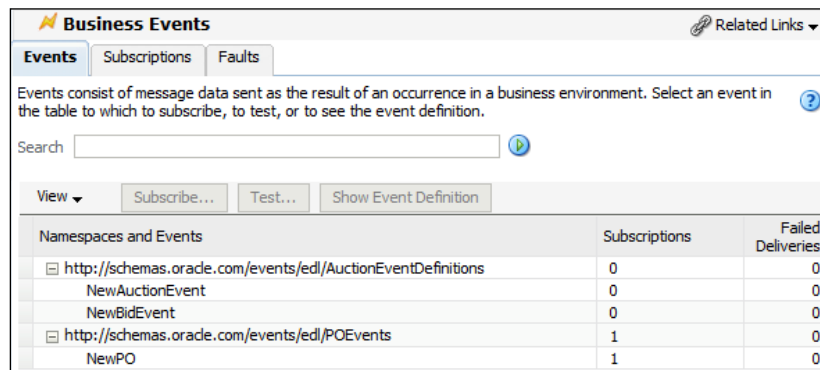 Business Events
Related Links
Events Subscriptions Faults
Events consist of message data sent as the result of an occurrence in a business environment. Select an event in
the table to which to subscribe, to test, or to see the event definition.
?
Search
View Subscribe... Test... Show Event Definition
Namespaces and Events Subscriptions Failed
Deliveries
http://schemas.oracle.com/events/edl/AuctionEventDefinitions 0 0
NewAuctionEvent 0 0
NewBidEvent 0 0
http://schemas.oracle.com/events/edl/POEvents 1 0
NewPO 1 0